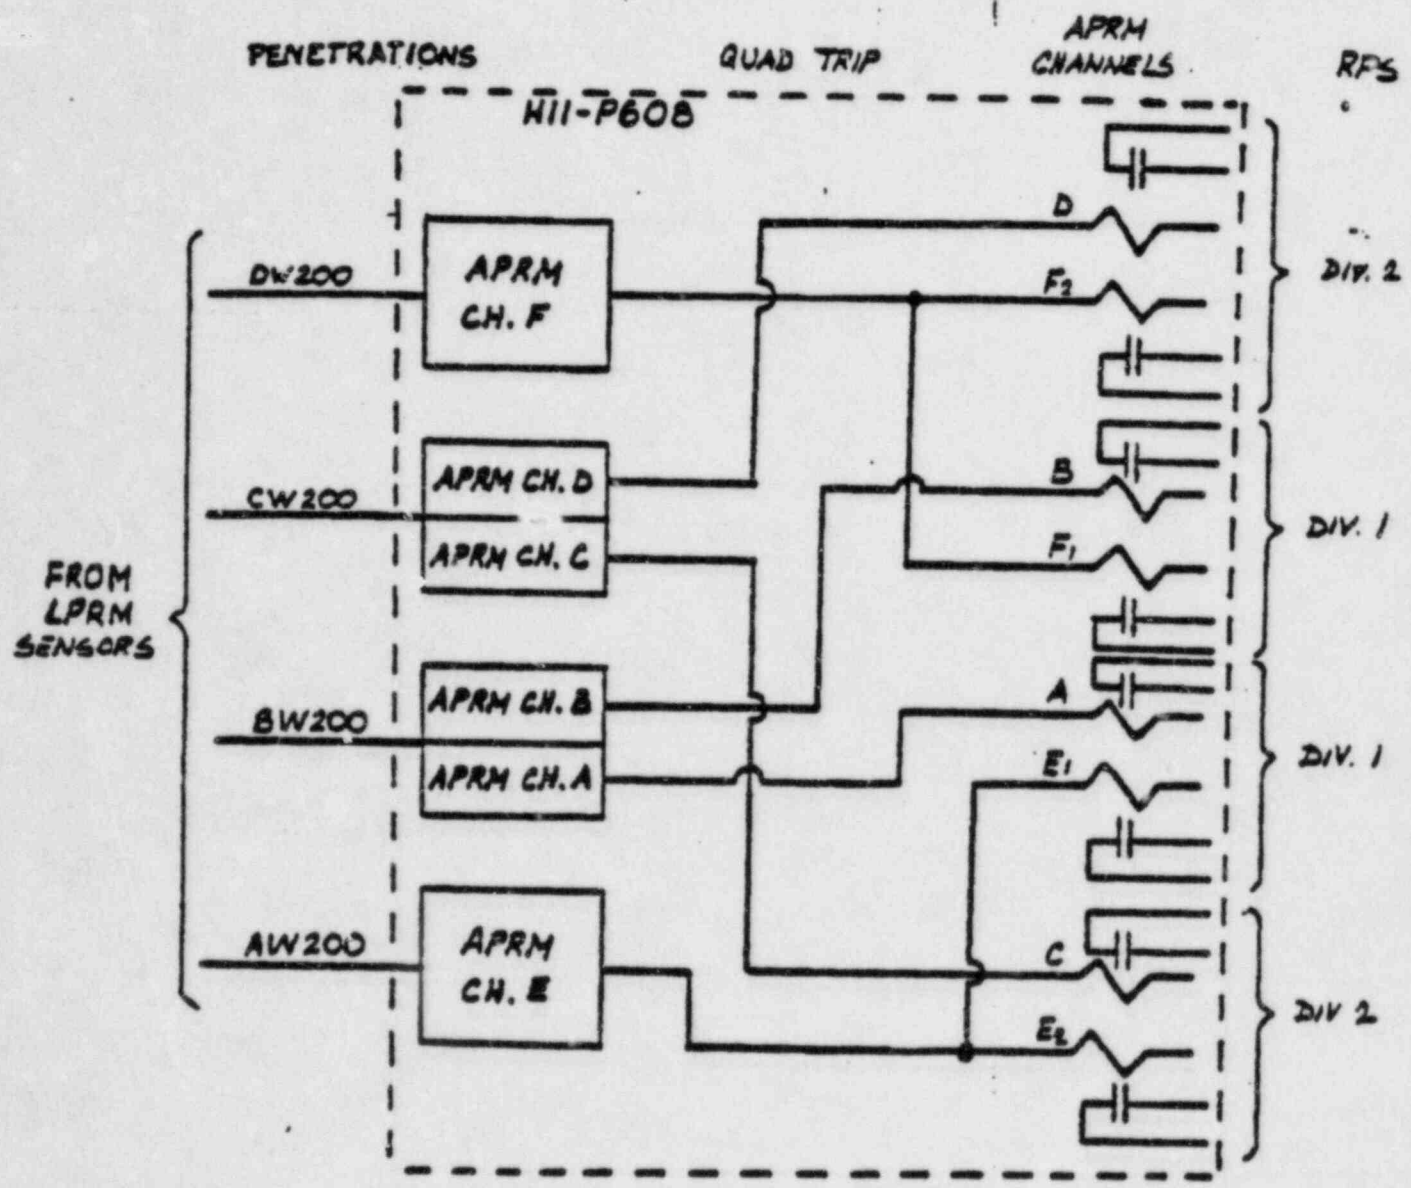 PENETRATIONS
QUAD TRIP
APRM
CHANNELS
RPS
H11-P608
DW200
APRM
CH. F
D
F2
DIV. 2
CW200
APRM CH. D
APRM CH. C
B
F1
DIV. 1
FROM
LPRM
SENSORS
BW200
APRM CH. B
APRM CH. A
A
E1
DIV. 1
AW200
APRM
CH. E
C
E2
DIV 2